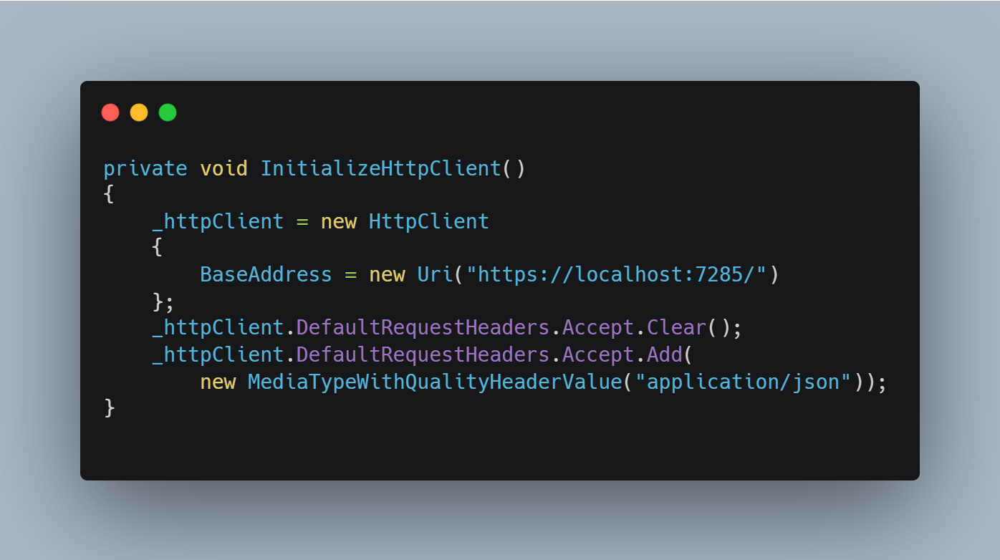 private void InitializeHttpClient()
{
    _httpClient = new HttpClient
    {
        BaseAddress = new Uri("https://localhost:7285/")
    };
    _httpClient.DefaultRequestHeaders.Accept.Clear();
    _httpClient.DefaultRequestHeaders.Accept.Add(
        new MediaTypeWithQualityHeaderValue("application/json"));
}